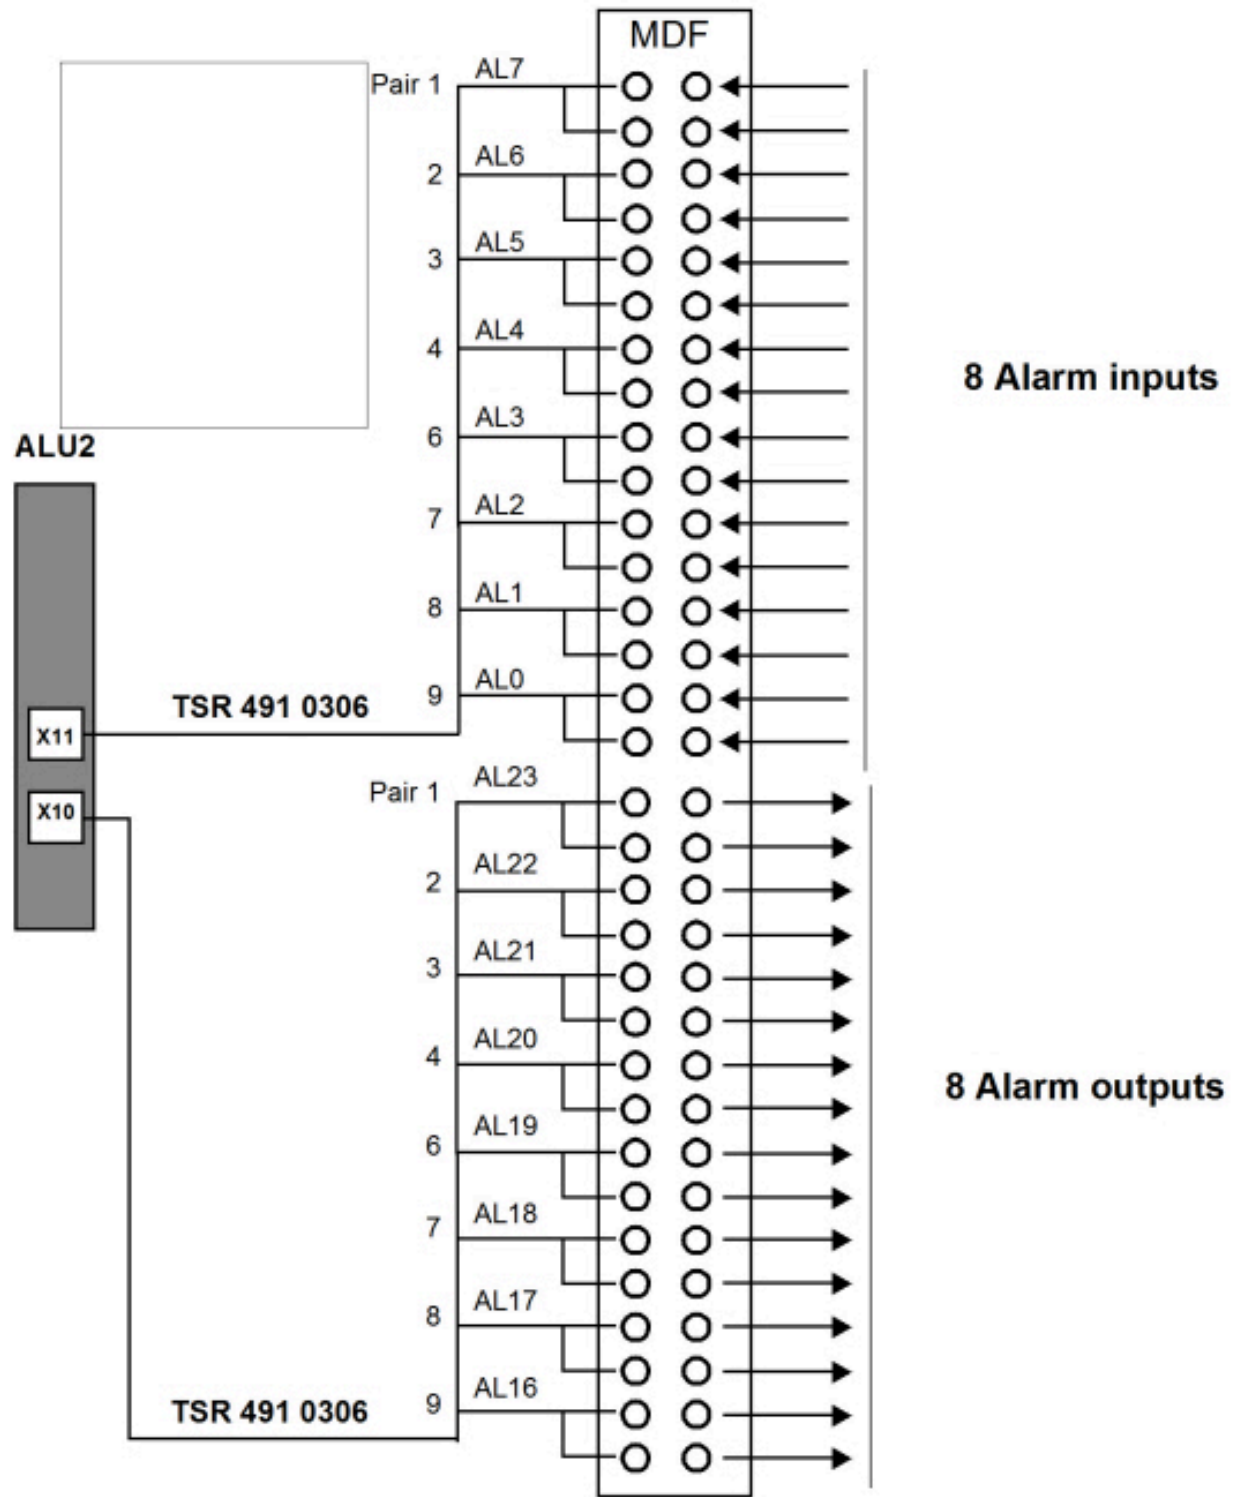 MDF
Pair 1 AL7
2 AL6
3 AL5
4 AL4
6 AL3
7 AL2
8 AL1
9 AL0
8 Alarm inputs
ALU2
X11
TSR 491 0306
X10
Pair 1 AL23
2 AL22
3 AL21
4 AL20
6 AL19
7 AL18
8 AL17
9 AL16
8 Alarm outputs
TSR 491 0306